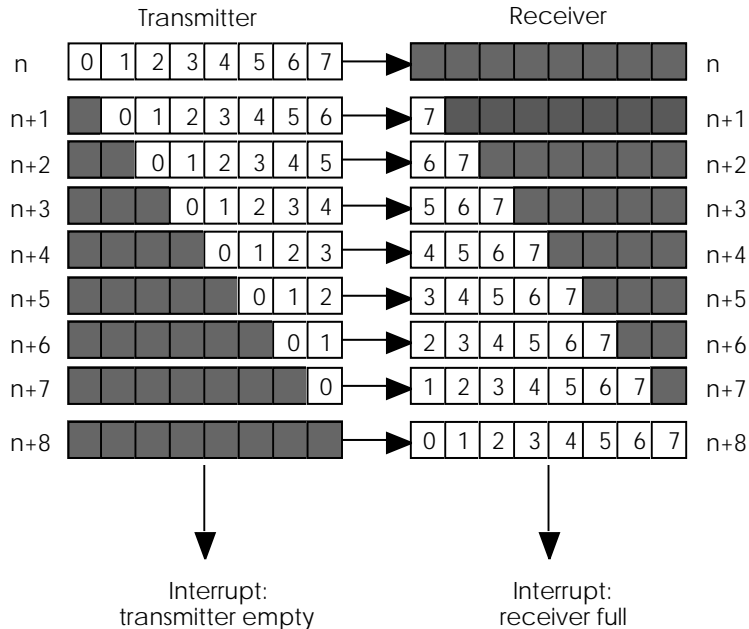 Transmitter Receiver
n 0 1 2 3 4 5 6 7 n
n+1 0 1 2 3 4 5 6 7 n+1
n+2 0 1 2 3 4 5 6 7 n+2
n+3 0 1 2 3 4 5 6 7 n+3
n+4 0 1 2 3 4 5 6 7 n+4
n+5 0 1 2 3 4 5 6 7 n+5
n+6 0 1 2 3 4 5 6 7 n+6
n+7 0 1 2 3 4 5 6 7 n+7
n+8 0 1 2 3 4 5 6 7 n+8
Interrupt:
transmitter empty
Interrupt:
receiver full